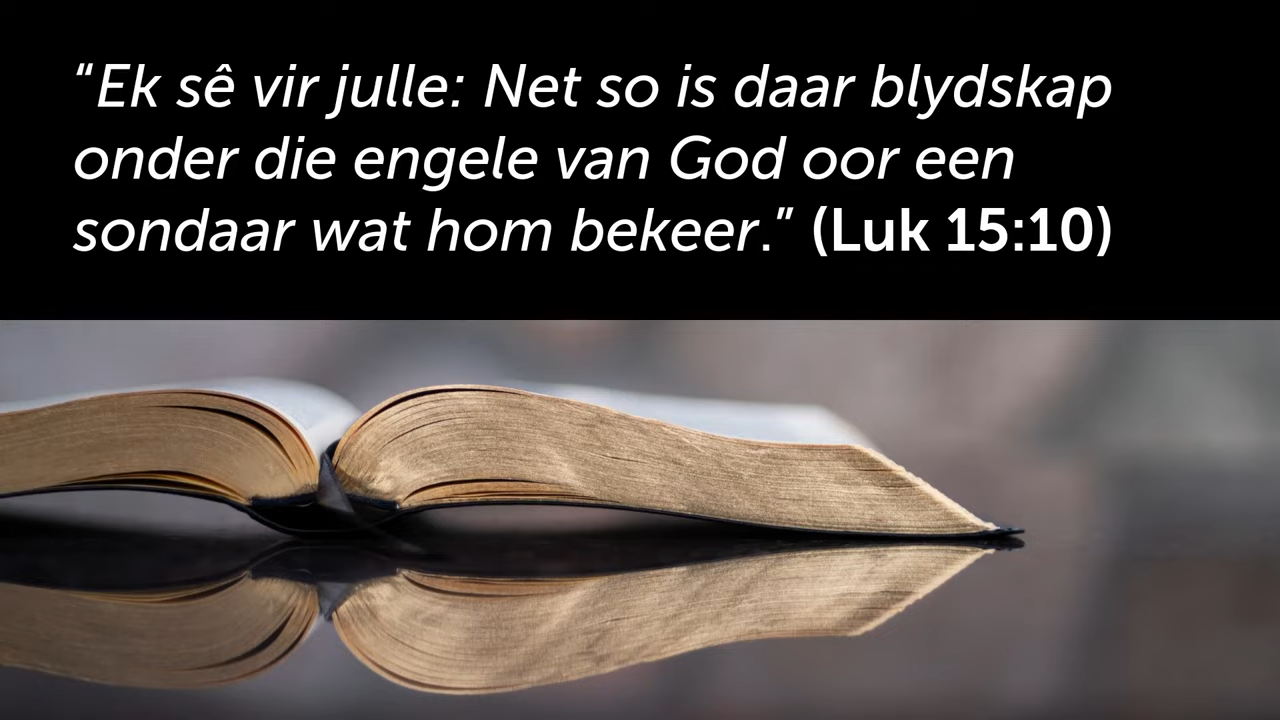 “Ek sê vir julle: Net so is daar blydskap
onder die engele van God oor een
sondaar wat hom bekeer.” (Luk 15:10)